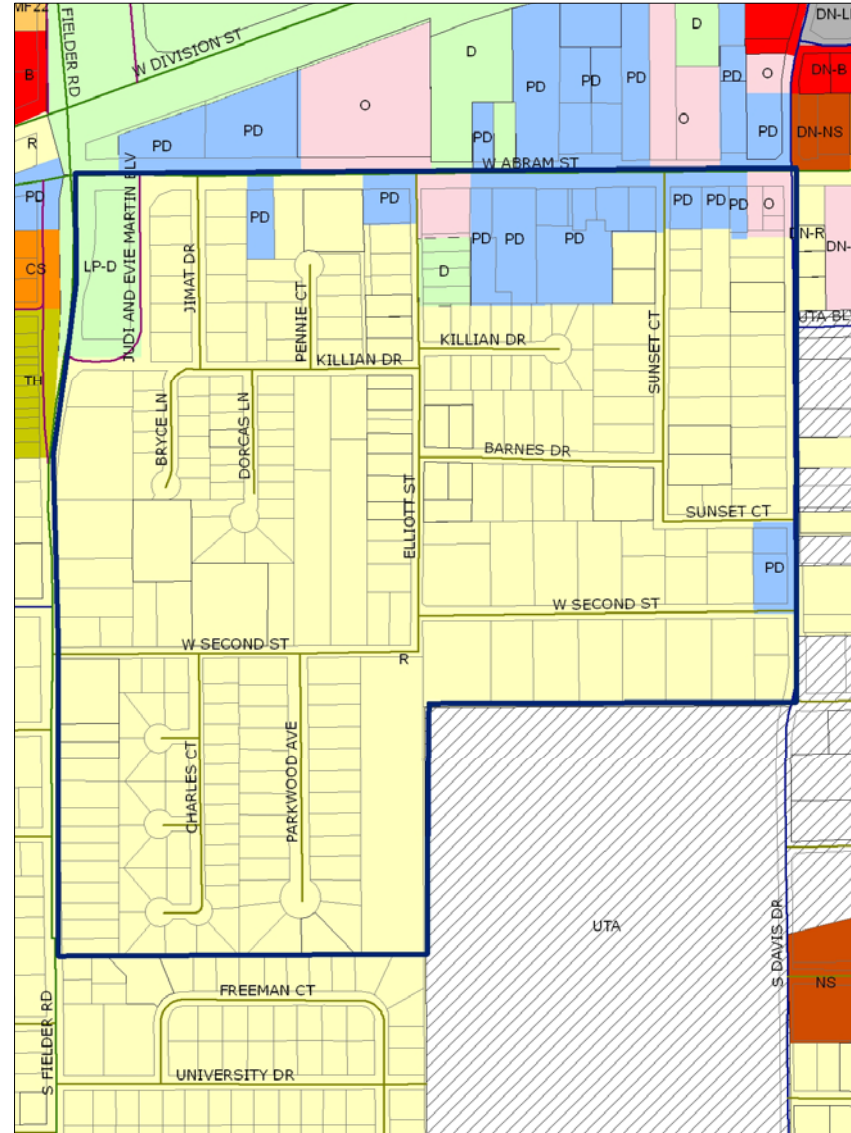 MF22
FIELDER RD
W DIVISION ST
D
D
DN-L
B
PD
PD
PD
PD
O
DN-B
O
O
PD
PD
PD
PD
DN-NS
R
W ABRAM ST
PD
LP-D
JUDI AND EVIE MARTIN BLV
JIMAT DR
PD
PD
PD
PD
PD
PD
PD
PD
O
DN-R
DN-
CS
PENNIE CT
D
SUNSET CT
UTA BL
TH
KILLIAN DR
KILLIAN DR
BRYCE LN
DORCAS LN
ELLIOTT ST
BARNES DR
SUNSET CT
PD
W SECOND ST
W SECOND ST
R
CHARLES CT
PARKWOOD AVE
UTA
S DAVIS DR
NS
FREEMAN CT
S FIELDER RD
UNIVERSITY DR